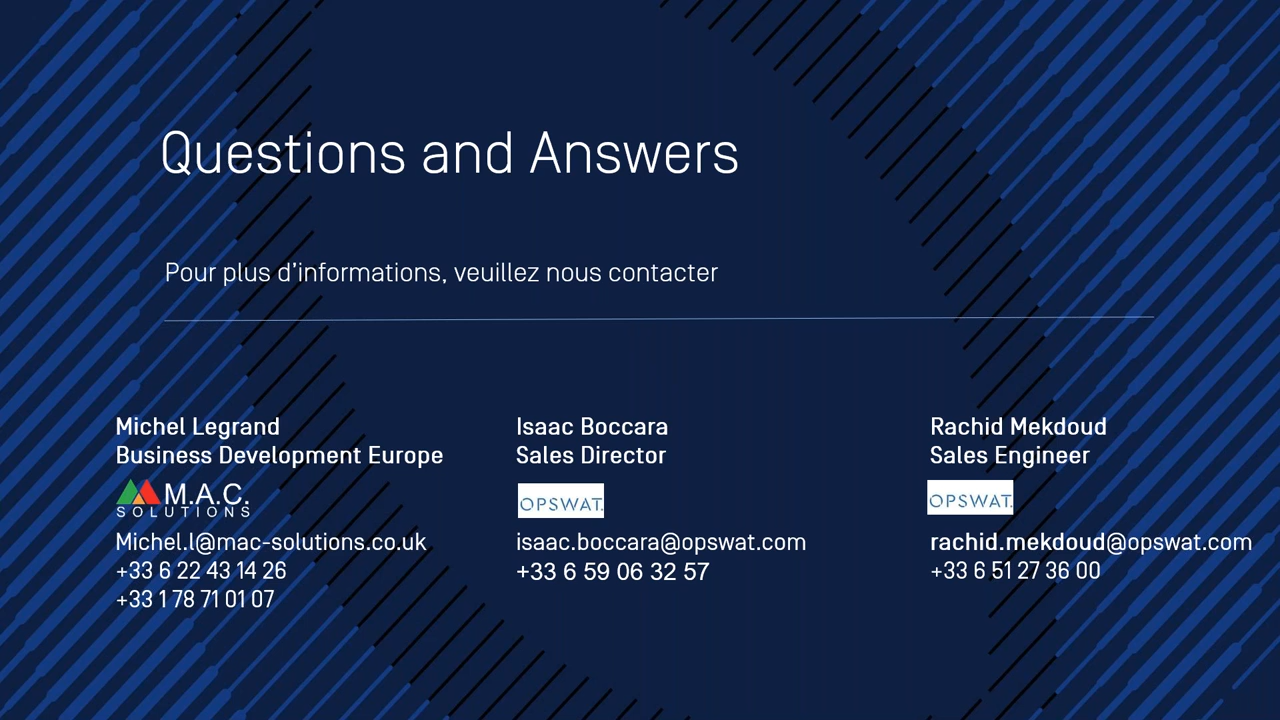 Questions and Answers
Pour plus d'informations, veuillez nous contacter
Michel Legrand
Business Development Europe
M.A.C.
SOLUTIONS
Michel.l@mac-solutions.co.uk
+33 6 22 43 14 26
+33 1 78 71 01 07
Isaac Boccara
Sales Director
OPSWAT.
isaac.boccara@opswat.com
+33 6 59 06 32 57
Rachid Mekdoud
Sales Engineer
OPSWAT.
rachid.mekdoud@opswat.com
+33 6 51 27 36 00